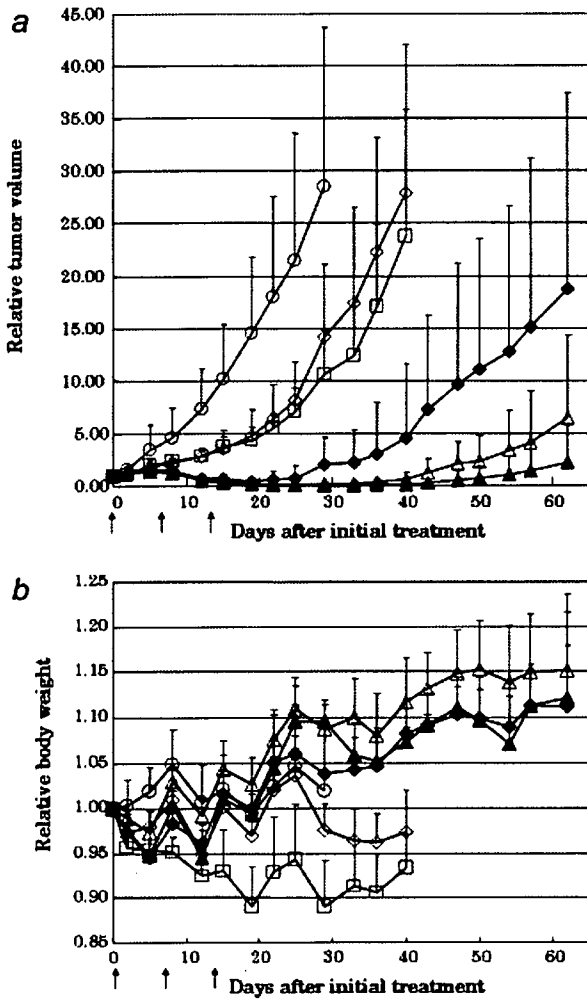 a
45.00
40.00
35.00
30.00
25.00
20.00
15.00
10.00
5.00
0.00
Relative tumor volume
0 10 20 30 40 50 60
Days after initial treatment
b
1.25
1.20
1.15
1.10
1.05
1.00
0.95
0.90
0.85
Relative body weight
0 10 20 30 40 50 60
Days after initial treatment